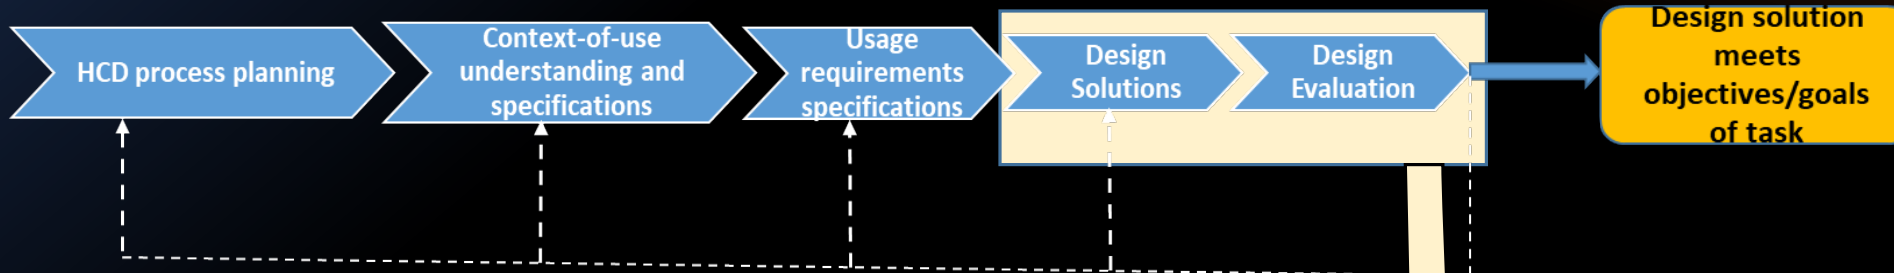 HCD process planning
Context-of-use
understanding and
specifications
Usage
requirements
specifications
Design
Solutions
Design
Evaluation
Design solution
meets
objectives/goals
of task